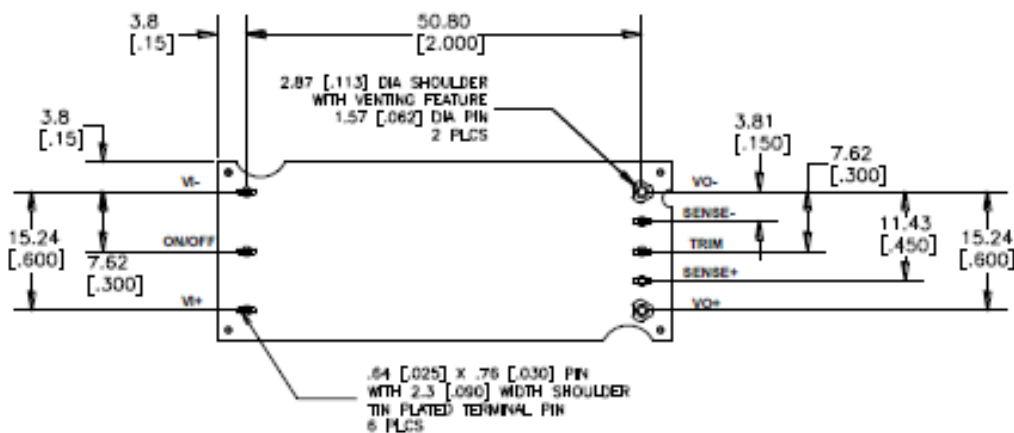 3.8
[.15]
50.80
[2.000]
2.87 [.113] DIA SHOULDER
WITH VENTING FEATURE
1.57 [.062] DIA PIN
2 PLCS
3.8
[.15]
3.81
[.150]
7.62
[.300]
VI-
VO-
SENSE-
15.24
[.600]
ON/OFF
7.62
[.300]
TRIM
11.43
[.450]
15.24
[.600]
SENSE+
VI+
VO+
.64 [.025] X .76 [.030] PIN
WITH 2.3 [.090] WIDTH SHOULDER
TIN PLATED TERMINAL PIN
6 PLCS